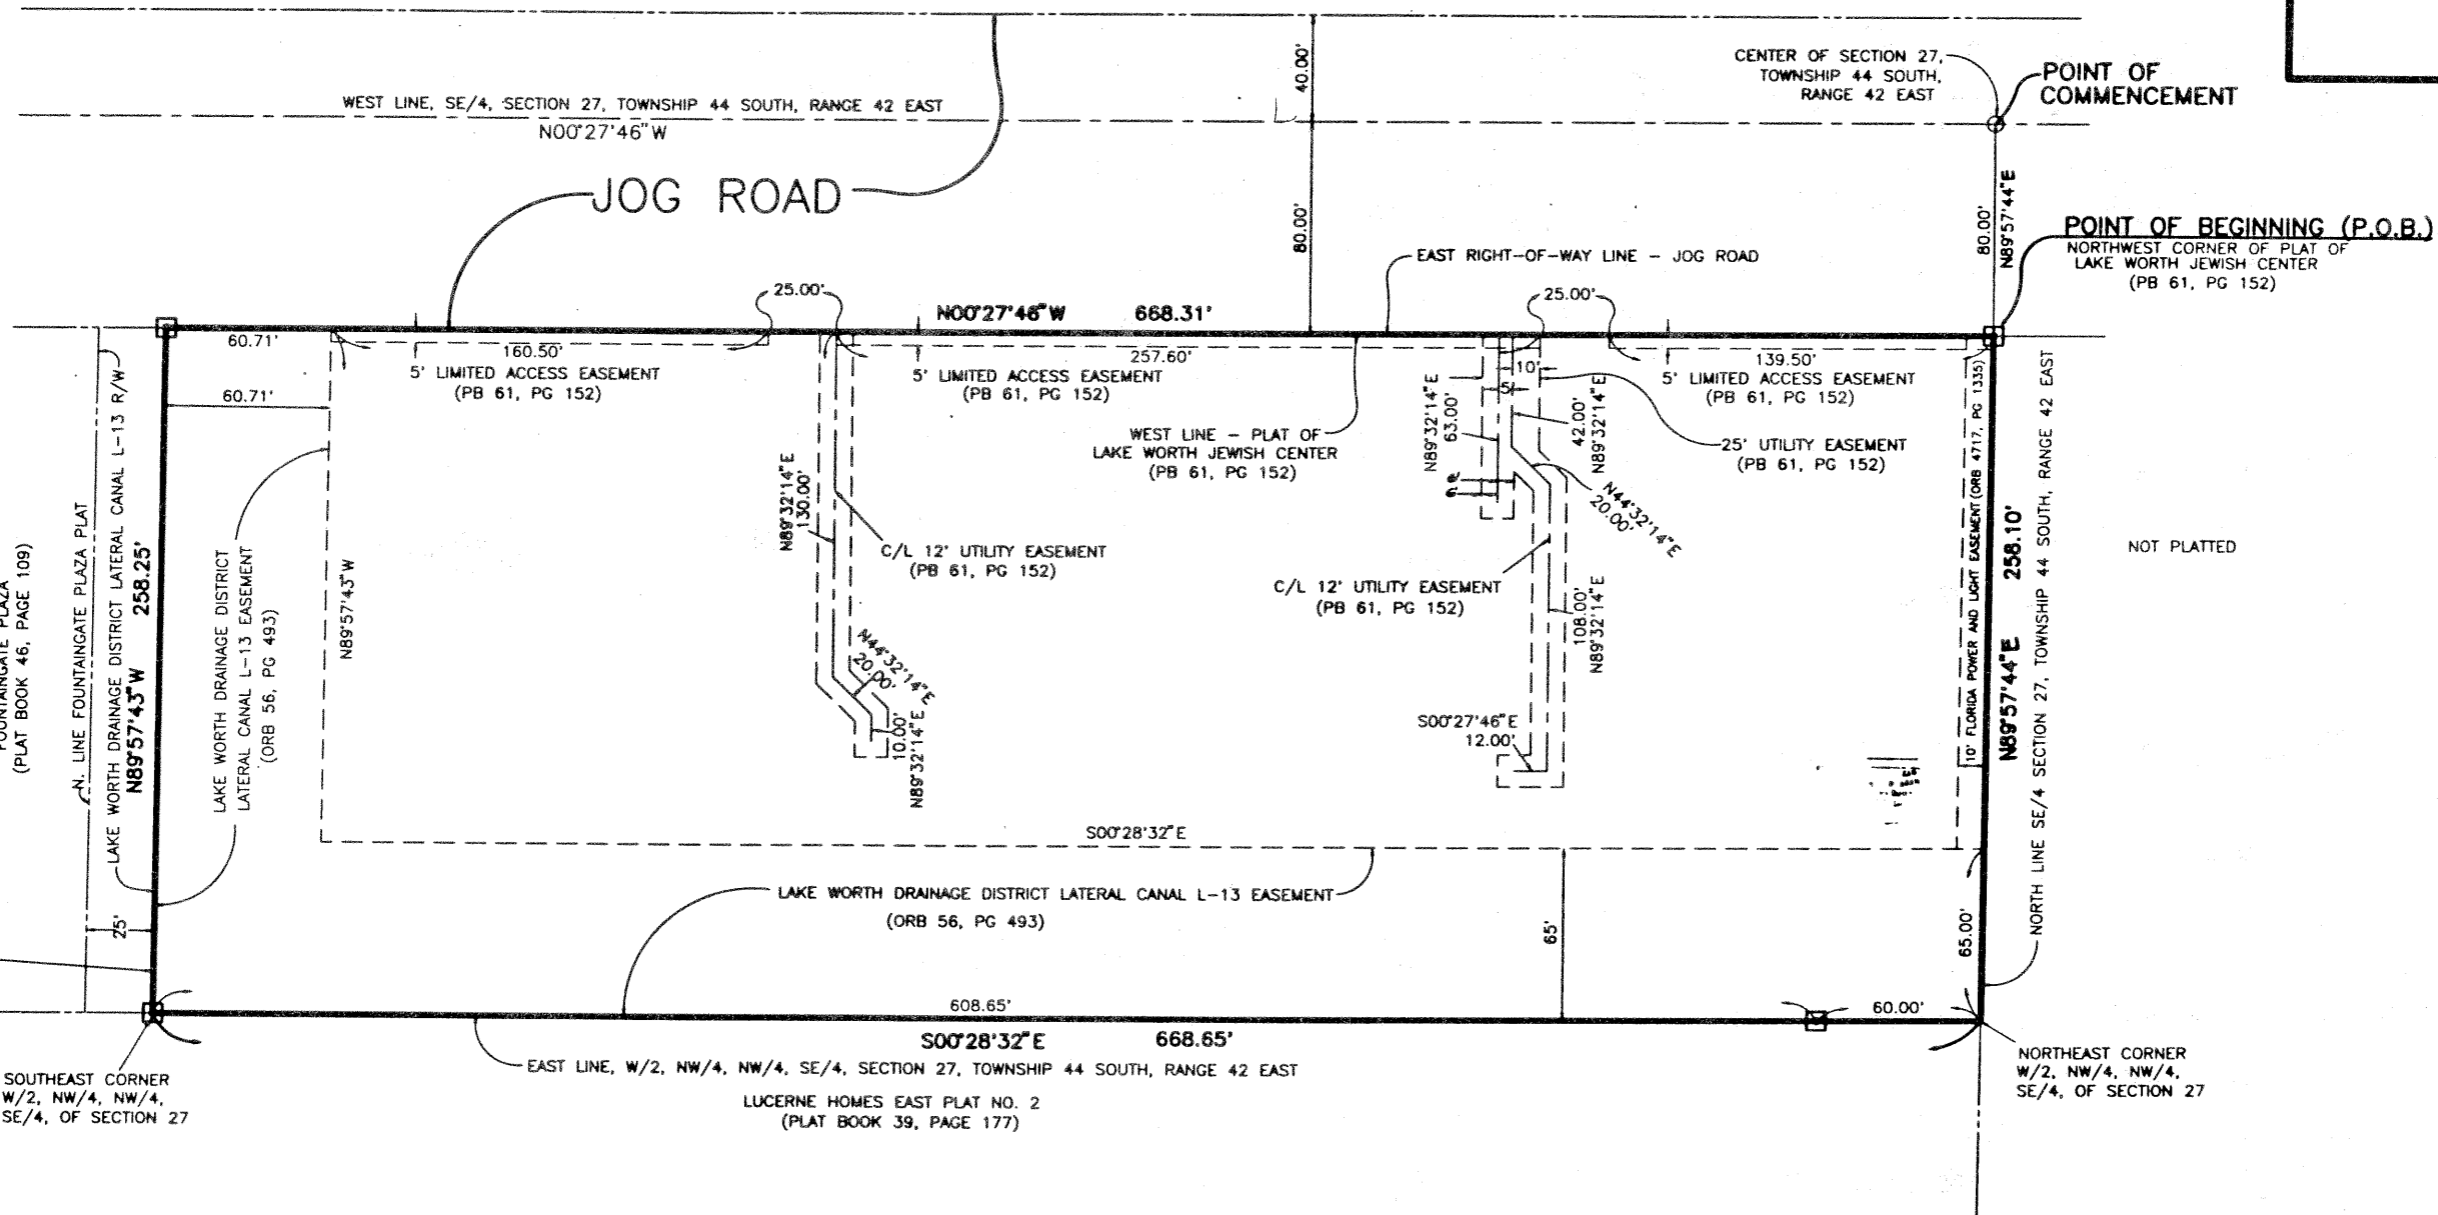 CENTER OF SECTION 27,
TOWNSHIP 44 SOUTH,
RANGE 42 EAST
POINT OF
COMMENCEMENT
40.00'
WEST LINE, SE/4, SECTION 27, TOWNSHIP 44 SOUTH, RANGE 42 EAST
N00°27'46"W
JOG ROAD
80.00'
80.00'
N89°57'44"E
POINT OF BEGINNING (P.O.B.)
NORTHWEST CORNER OF PLAT OF
LAKE WORTH JEWISH CENTER
(PB 61, PG 152)
EAST RIGHT-OF-WAY LINE - JOG ROAD
25.00'
N00°27'46"W 668.31'
25.00'
60.71'
160.50'
257.60'
139.50'
5' LIMITED ACCESS EASEMENT
(PB 61, PG 152)
5' LIMITED ACCESS EASEMENT
(PB 61, PG 152)
5' LIMITED ACCESS EASEMENT
(PB 61, PG 152)
60.71'
10'
5'
N89°32'14"E
63.00'
42.00'
N89°32'14"E
WEST LINE - PLAT OF
LAKE WORTH JEWISH CENTER
(PB 61, PG 152)
25' UTILITY EASEMENT
(PB 61, PG 152)
N44°32'14"E
20.00'
N89°32'14"E
130.00'
C/L 12' UTILITY EASEMENT
(PB 61, PG 152)
C/L 12' UTILITY EASEMENT
(PB 61, PG 152)
108.00'
N89°32'14"E
N44°32'14"E
20.00'
10.00'
N89°32'14"E
S00°27'46"E
12.00'
FOUNTAINGATE PLAZA
(PLAT BOOK 46, PAGE 109)
N. LINE FOUNTAINGATE PLAZA PLAT
LAKE WORTH DRAINAGE DISTRICT LATERAL CANAL L-13 R/W
N89°57'43"W 258.25'
LAKE WORTH DRAINAGE DISTRICT
LATERAL CANAL L-13 EASEMENT
(ORB 56, PG 493)
N89°57'43"W
10' FLORIDA POWER AND LIGHT EASEMENT (ORB 4717, PG 1335)
N89°57'44"E 258.10'
NORTH LINE SE/4 SECTION 27, TOWNSHIP 44 SOUTH, RANGE 42 EAST
NOT PLATTED
S00°28'32"E
LAKE WORTH DRAINAGE DISTRICT LATERAL CANAL L-13 EASEMENT
(ORB 56, PG 493)
25'
65'
65.00'
608.65'
60.00'
S00°28'32"E 668.65'
EAST LINE, W/2, NW/4, NW/4, SE/4, SECTION 27, TOWNSHIP 44 SOUTH, RANGE 42 EAST
LUCERNE HOMES EAST PLAT NO. 2
(PLAT BOOK 39, PAGE 177)
SOUTHEAST CORNER
W/2, NW/4, NW/4,
SE/4, OF SECTION 27
NORTHEAST CORNER
W/2, NW/4, NW/4,
SE/4, OF SECTION 27